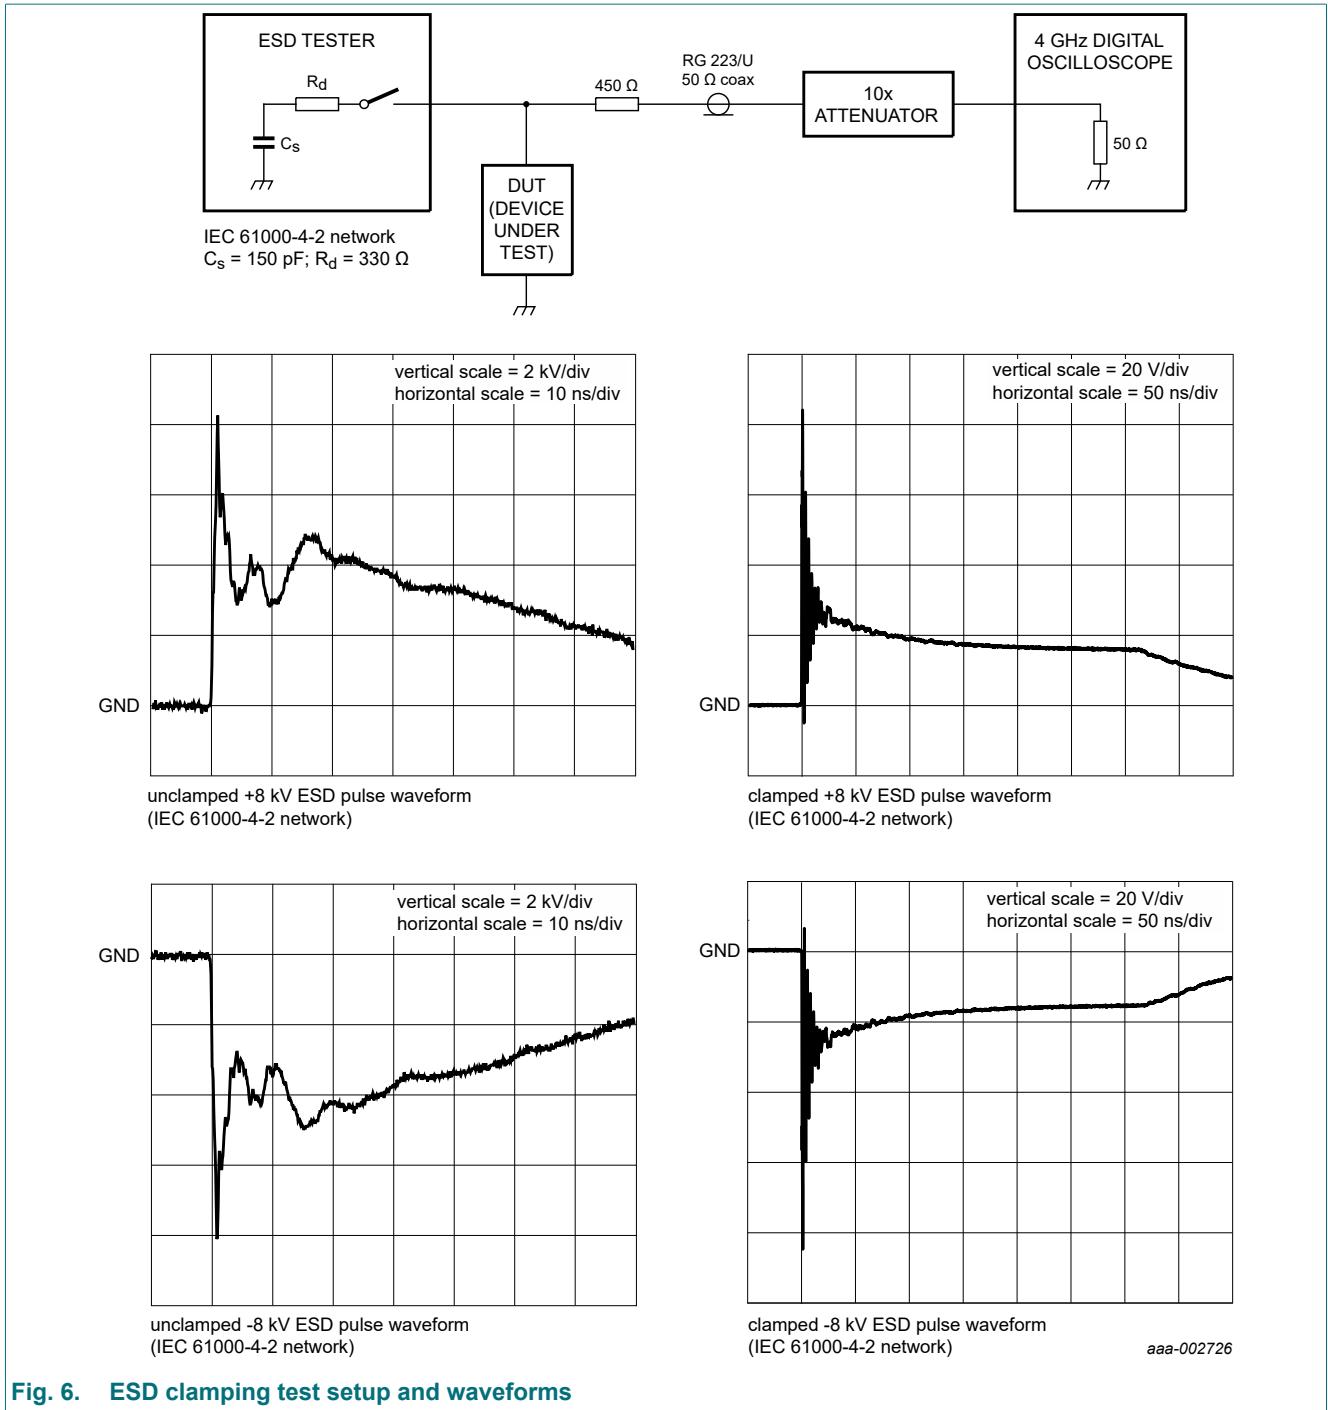 ESD TESTER
Rd
Cs
IEC 61000-4-2 network
Cs = 150 pF; Rd = 330 Ω
DUT
(DEVICE
UNDER
TEST)
450 Ω
RG 223/U
50 Ω coax
10x
ATTENUATOR
4 GHz DIGITAL
OSCILLOSCOPE
50 Ω
vertical scale = 2 kV/div
horizontal scale = 10 ns/div
GND
unclamped +8 kV ESD pulse waveform
(IEC 61000-4-2 network)
vertical scale = 20 V/div
horizontal scale = 50 ns/div
GND
clamped +8 kV ESD pulse waveform
(IEC 61000-4-2 network)
vertical scale = 2 kV/div
horizontal scale = 10 ns/div
GND
unclamped -8 kV ESD pulse waveform
(IEC 61000-4-2 network)
vertical scale = 20 V/div
horizontal scale = 50 ns/div
GND
clamped -8 kV ESD pulse waveform
(IEC 61000-4-2 network)
aaa-002726
Fig. 6. ESD clamping test setup and waveforms